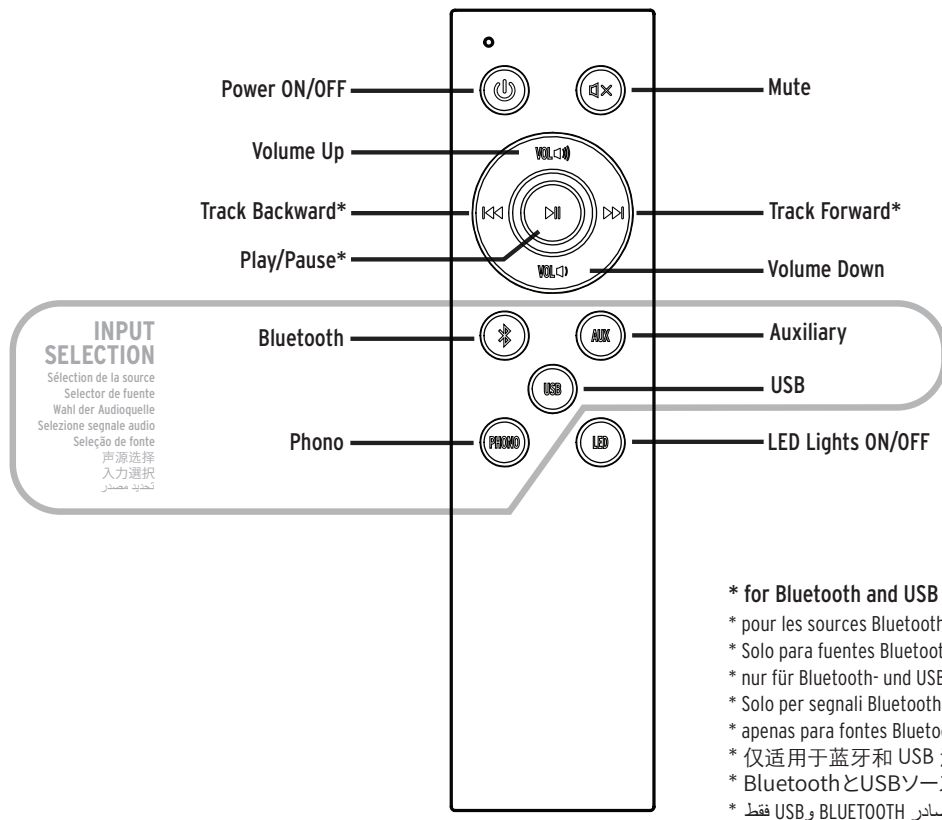 Power ON/OFF
Mute
Volume Up
VOL
Track Backward*
Track Forward*
Play/Pause*
VOL
Volume Down
INPUT
SELECTION
Sélection de la source
Selector de fuente
Wahl der Audioquelle
Selezione segnale audio
Seleção de fonte
声源选择
入力選択
تحديد مصدر
Bluetooth
AUX
Auxiliary
USB
USB
Phono
PHONO
LED
LED Lights ON/OFF
* for Bluetooth and USB
* pour les sources Bluetooth
* Solo para fuentes
* nur für Bluetooth- und USB
* Solo per segnali Bluetooth
* apenas para fontes
* 仅适用于蓝牙和 USB
* BluetoothとUSBソー
* BLUETOOTH وUSB فقط